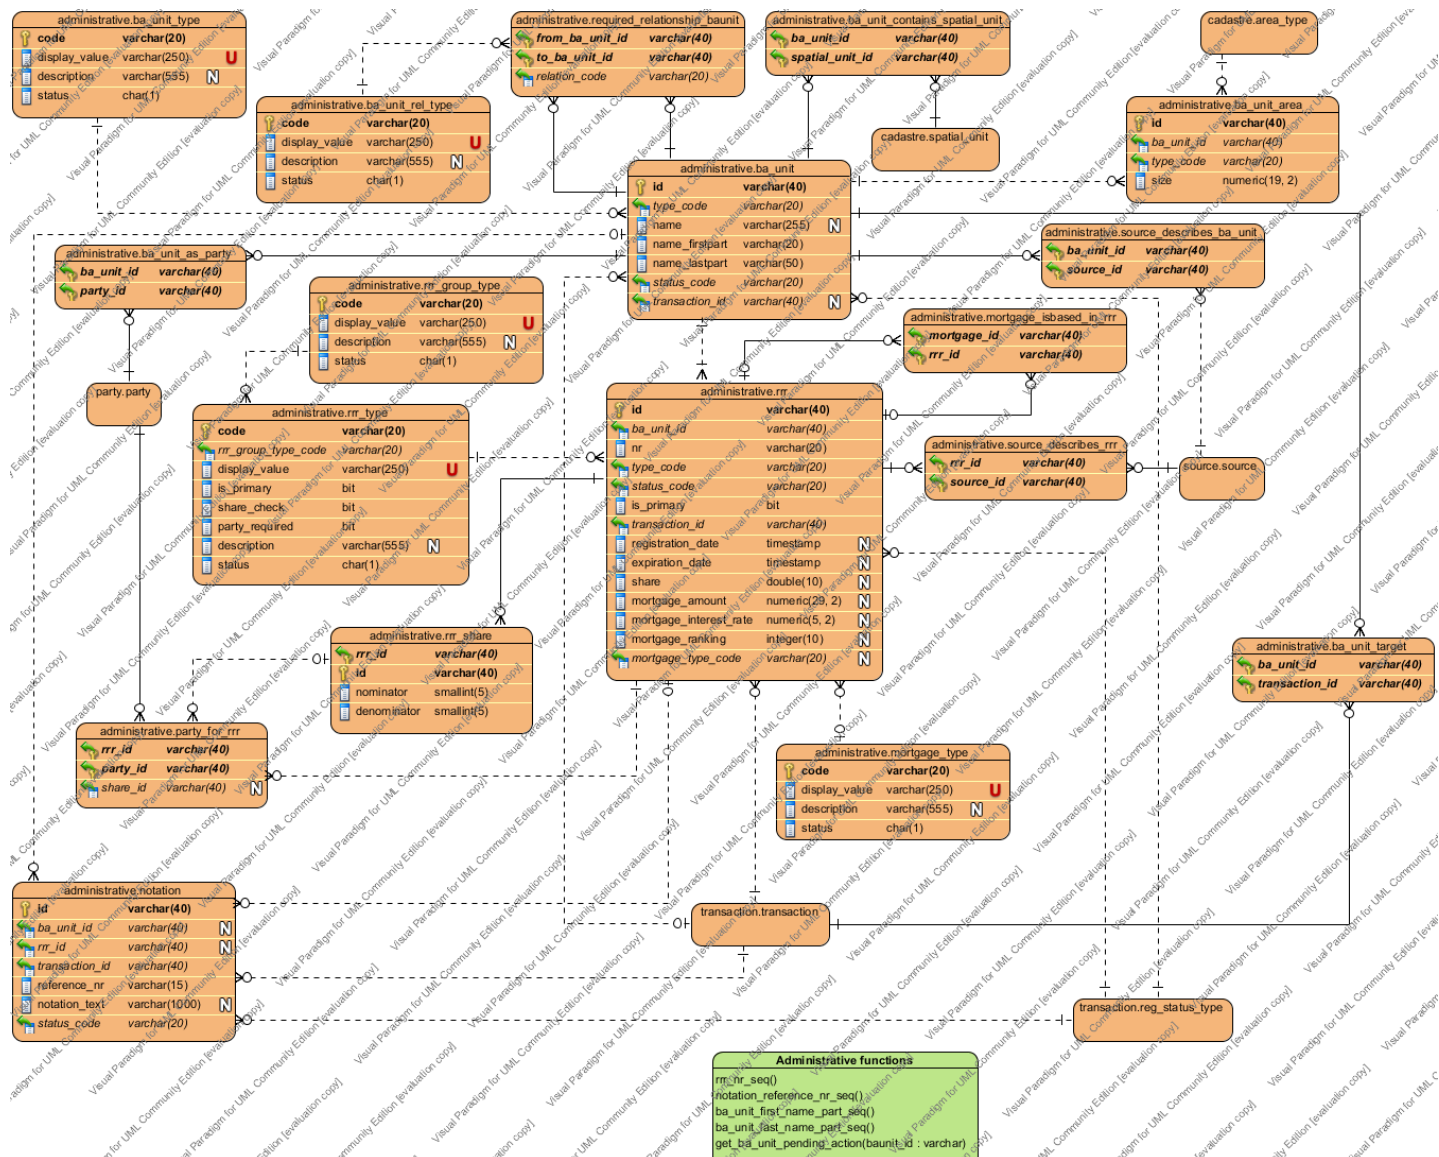 administrative.ba_unit_type
code varchar(20)
display_value varchar(250) U
description varchar(555) N
status char(1)
administrative.required_relationship_baunit
from_ba_unit_id varchar(40)
to_ba_unit_id varchar(40)
relation_code varchar(20)
administrative.ba_unit_contains_spatial_unit
ba_unit_id varchar(40)
spatial_unit_id varchar(40)
cadastre.area_type
administrative.ba_unit_rel_type
code varchar(20)
display_value varchar(250) U
description varchar(555) N
status char(1)
cadastre.spatial_unit
administrative.ba_unit_area
id varchar(40)
ba_unit_id varchar(40)
type_code varchar(20)
size numeric(19, 2)
administrative.ba_unit
id varchar(40)
type_code varchar(20)
name varchar(255) N
name_firstpart varchar(20)
name_lastpart varchar(50)
status_code varchar(20)
transaction_id varchar(40) N
administrative.source_describes_ba_unit
ba_unit_id varchar(40)
source_id varchar(40)
administrative.ba_unit_as_party
ba_unit_id varchar(40)
party_id varchar(40)
administrative.rrr_group_type
code varchar(20)
display_value varchar(250) U
description varchar(555) N
status char(1)
administrative.mortgage_isbased_in_rrr
mortgage_id varchar(40)
rrr_id varchar(40)
party.party
administrative.rrr_type
code varchar(20)
rrr_group_type_code varchar(20)
display_value varchar(250) U
is_primary bit
share_check bit
party_required bit
description varchar(555) N
status char(1)
administrative.rrr
id varchar(40)
ba_unit_id varchar(40)
nr varchar(20)
type_code varchar(20)
status_code varchar(20)
is_primary bit
transaction_id varchar(40)
registration_date timestamp N
expiration_date timestamp N
share double(10) N
mortgage_amount numeric(29, 2) N
mortgage_interest_rate numeric(5, 2) N
mortgage_ranking integer(10) N
mortgage_type_code varchar(20) N
administrative.source_describes_rrr
rrr_id varchar(40)
source_id varchar(40)
source.source
administrative.rrr_share
rrr_id varchar(40)
id varchar(40)
nominator smallint(5)
denominator smallint(5)
administrative.ba_unit_target
ba_unit_id varchar(40)
transaction_id varchar(40)
administrative.party_for_rrr
rrr_id varchar(40)
party_id varchar(40)
share_id varchar(40) N
administrative.mortgage_type
code varchar(20)
display_value varchar(250) U
description varchar(555) N
status char(1)
administrative.notation
id varchar(40)
ba_unit_id varchar(40) N
rrr_id varchar(40) N
transaction_id varchar(40)
reference_nr varchar(15)
notation_text varchar(1000) N
status_code varchar(20)
transaction.transaction
transaction.reg_status_type
Administrative functions
rrr_nr_seq()
notation_reference_nr_seq()
ba_unit_first_name_part_seq()
ba_unit_last_name_part_seq()
get_ba_unit_pending_action(baunit_id : varchar)
Visual Paradigm for UML Community Edition [evaluation copy]